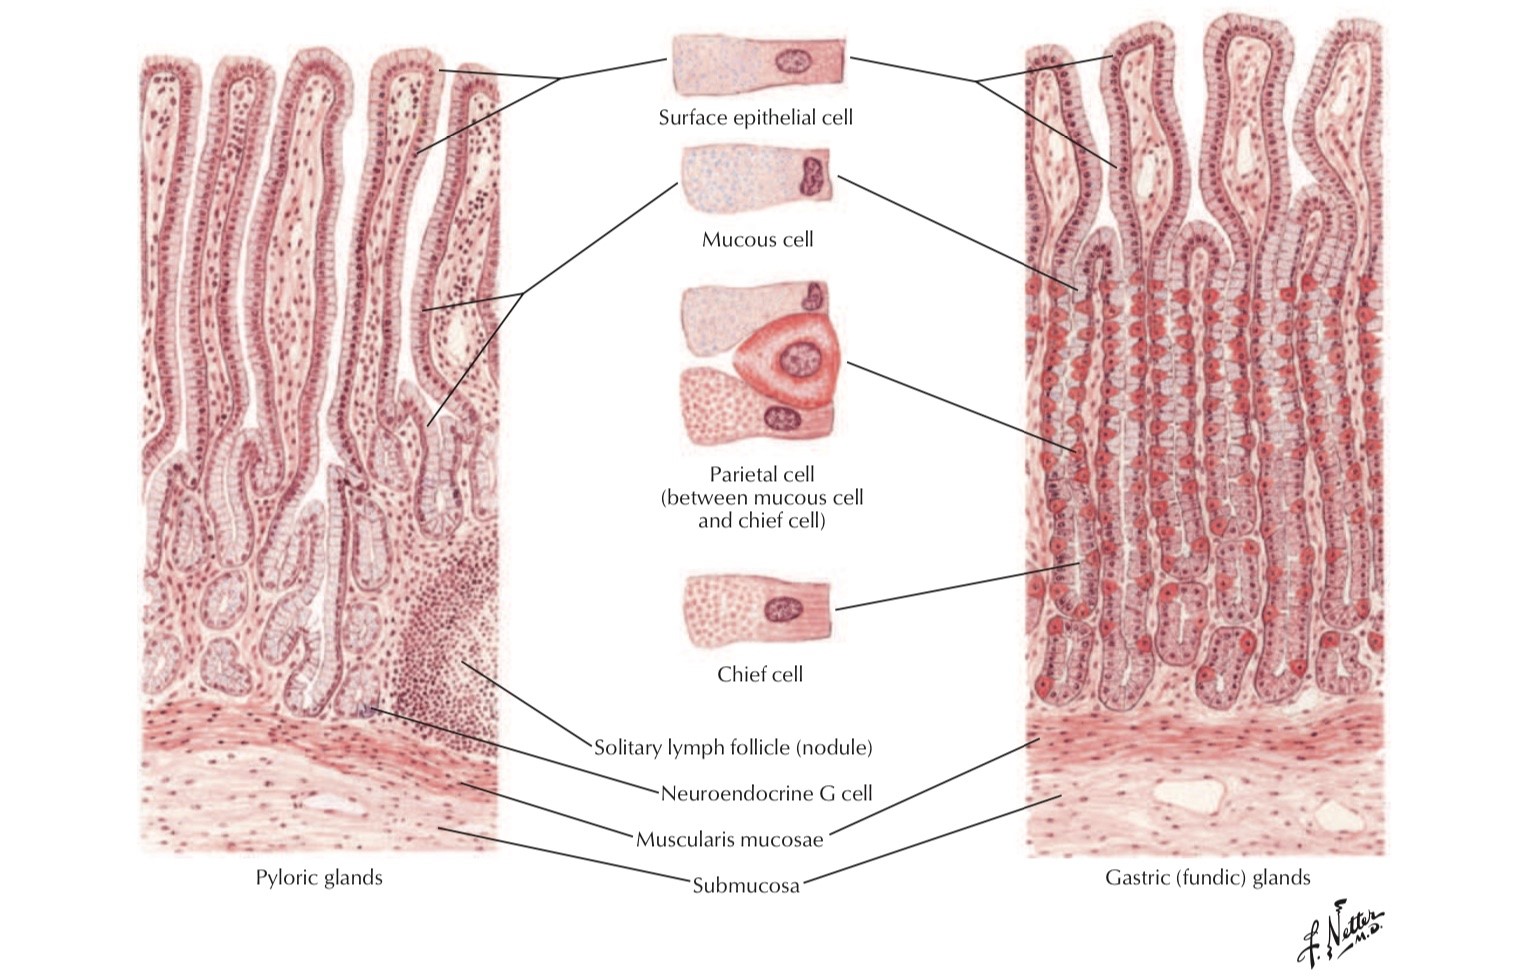 Surface epithelial cell
Mucous cell
Parietal cell
(between mucous cell
and chief cell)
Chief cell
Solitary lymph follicle (nodule)
Neuroendocrine G cell
Muscularis mucosae
Submucosa
Pyloric glands
Gastric (fundic) glands
F. Netter
M.D.